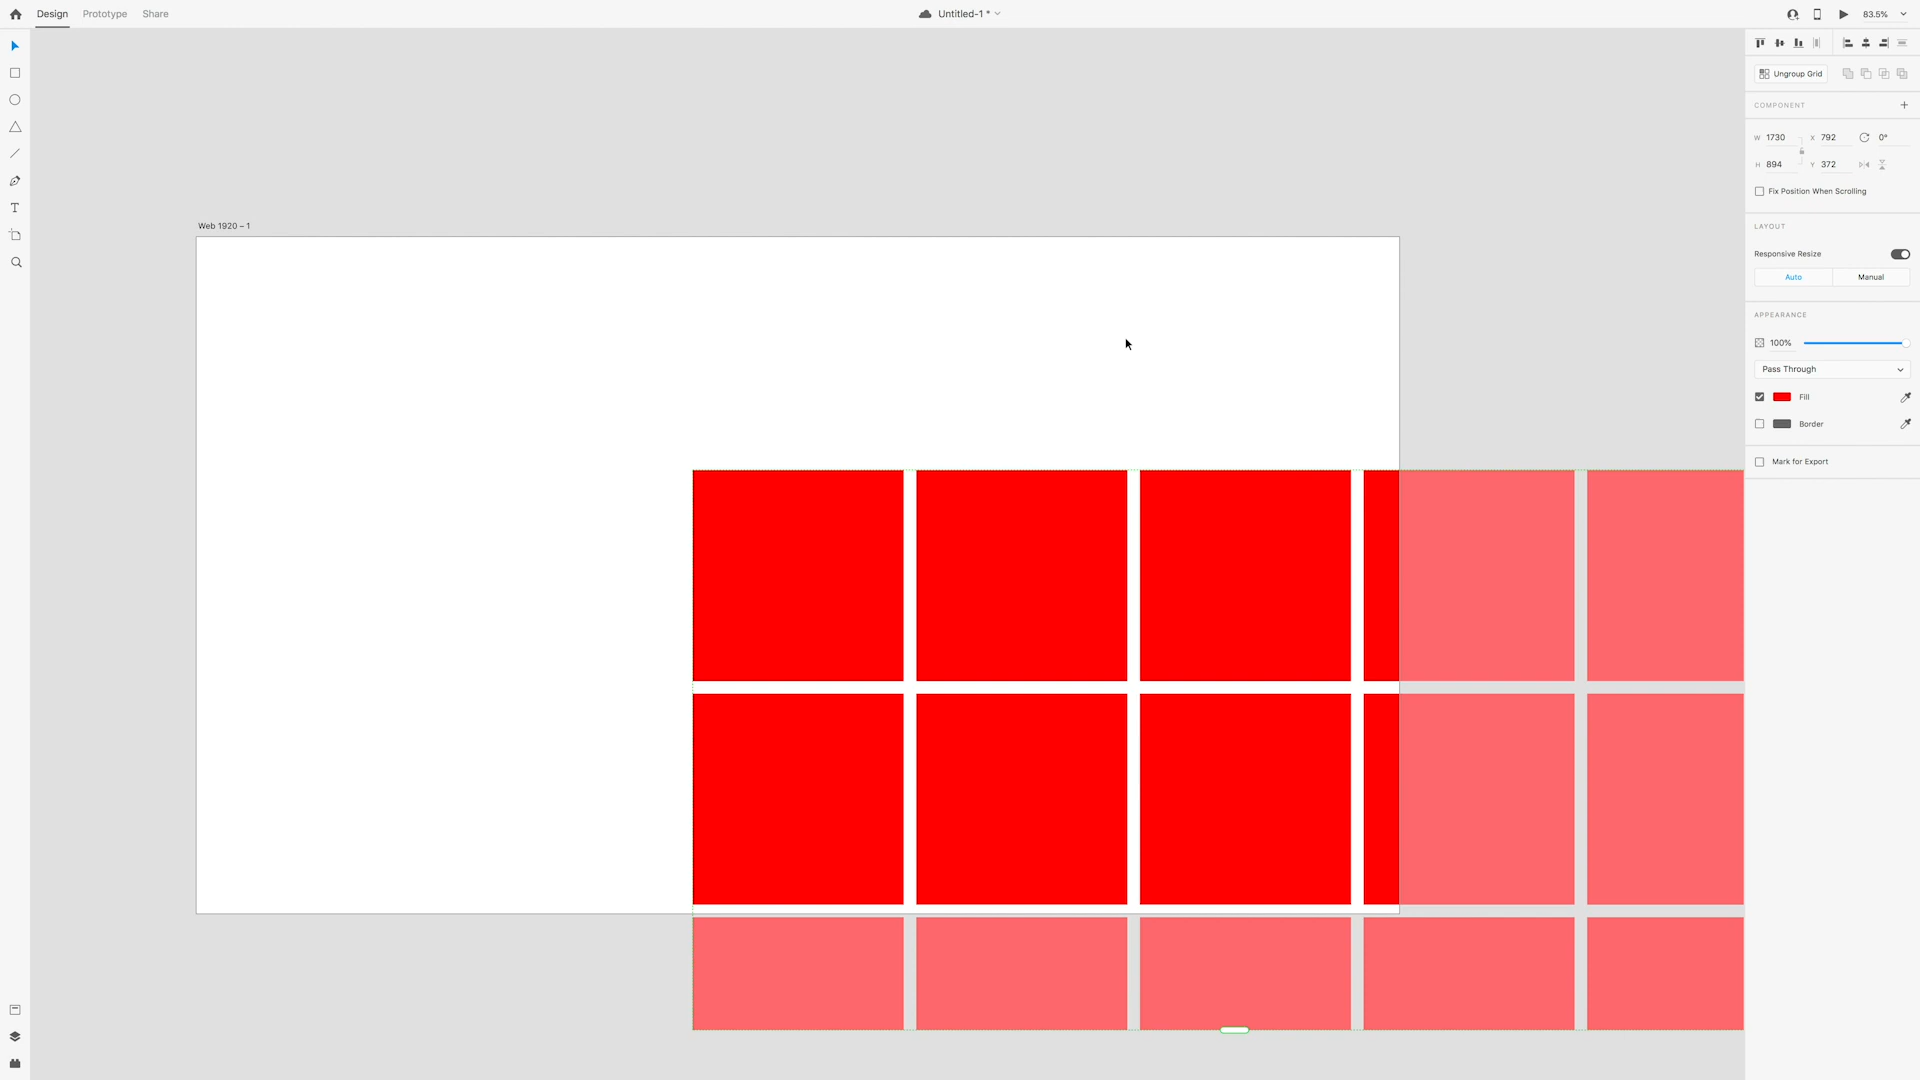 Design Prototype Share Untitled-1 * 83.5%
Ungroup Grid
COMPONENT
W 1730 X 792 0°
H 894 Y 372
Fix Position When Scrolling
Web 1920 – 1
LAYOUT
Responsive Resize
Auto Manual
APPEARANCE
100%
Pass Through
Fill
Border
Mark for Export
T